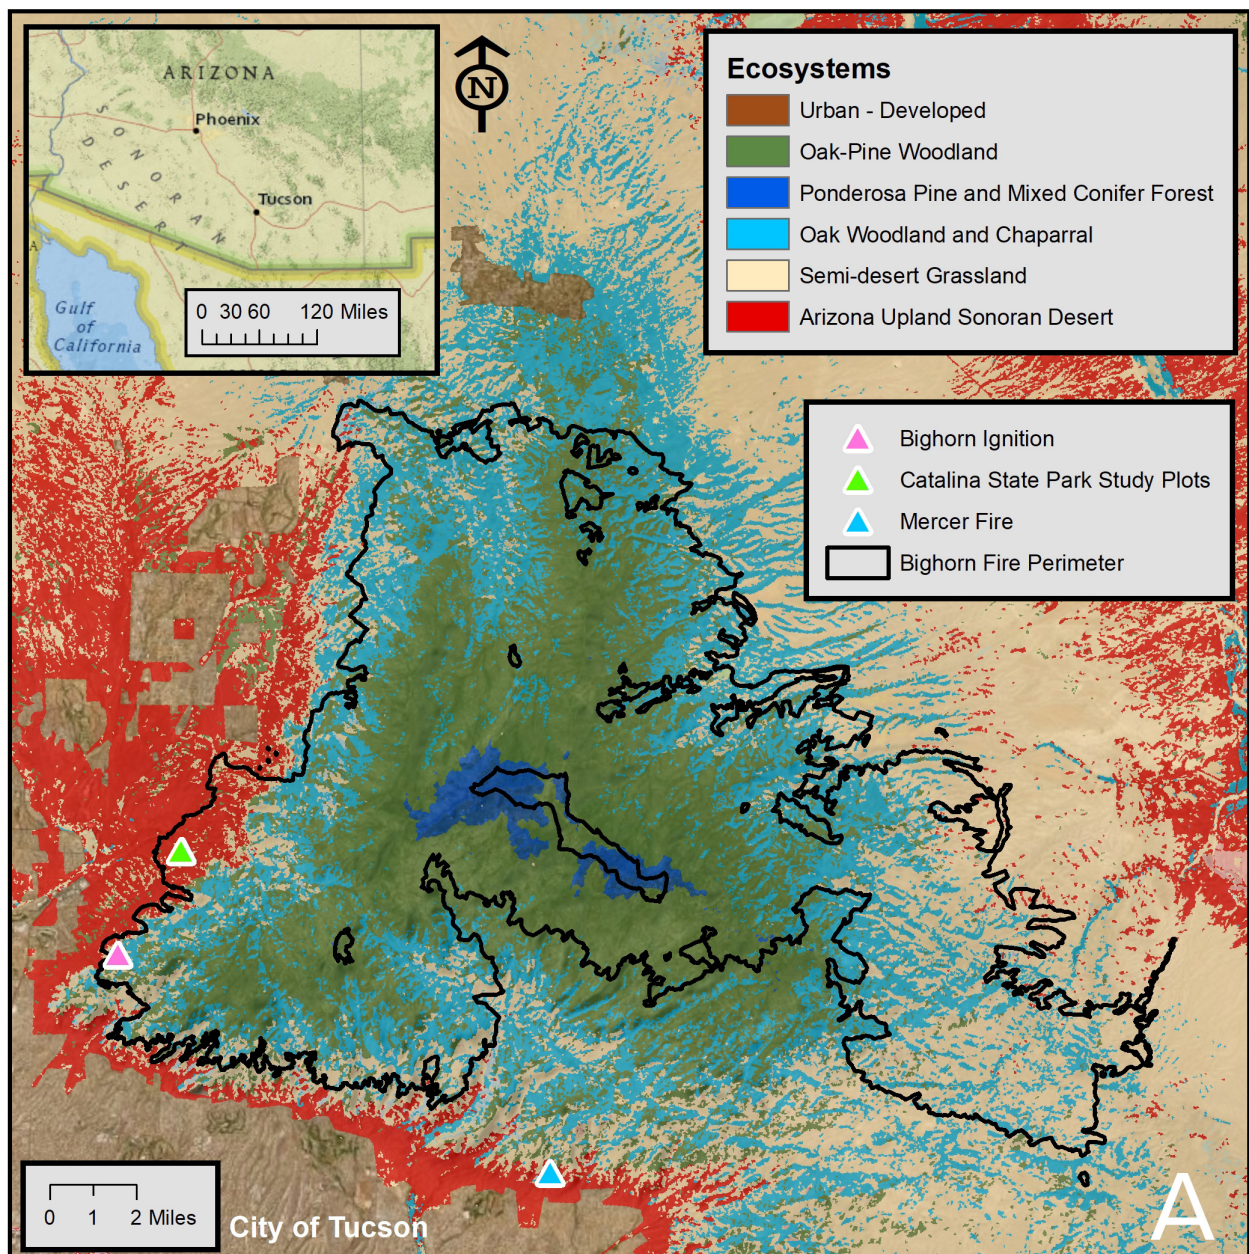 ARIZONA
Phoenix
SONORAN
DESERT
Tucson
Gulf
of
California
0 30 60 120 Miles
N
Ecosystems
Urban - Developed
Oak-Pine Woodland
Ponderosa Pine and Mixed Conifer Forest
Oak Woodland and Chaparral
Semi-desert Grassland
Arizona Upland Sonoran Desert
Bighorn Ignition
Catalina State Park Study Plots
Mercer Fire
Bighorn Fire Perimeter
0 1 2 Miles
City of Tucson
A